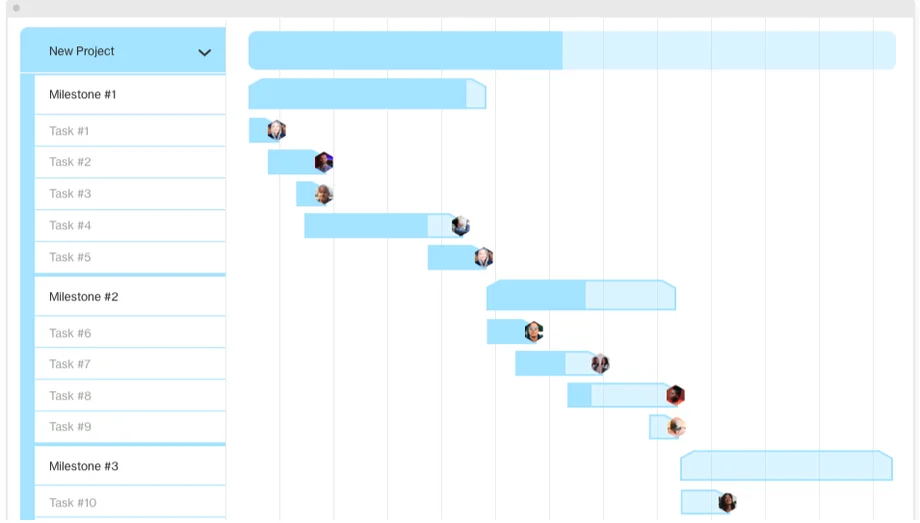 New Project
Milestone #1
Task #1
Task #2
Task #3
Task #4
Task #5
Milestone #2
Task #6
Task #7
Task #8
Task #9
Milestone #3
Task #10